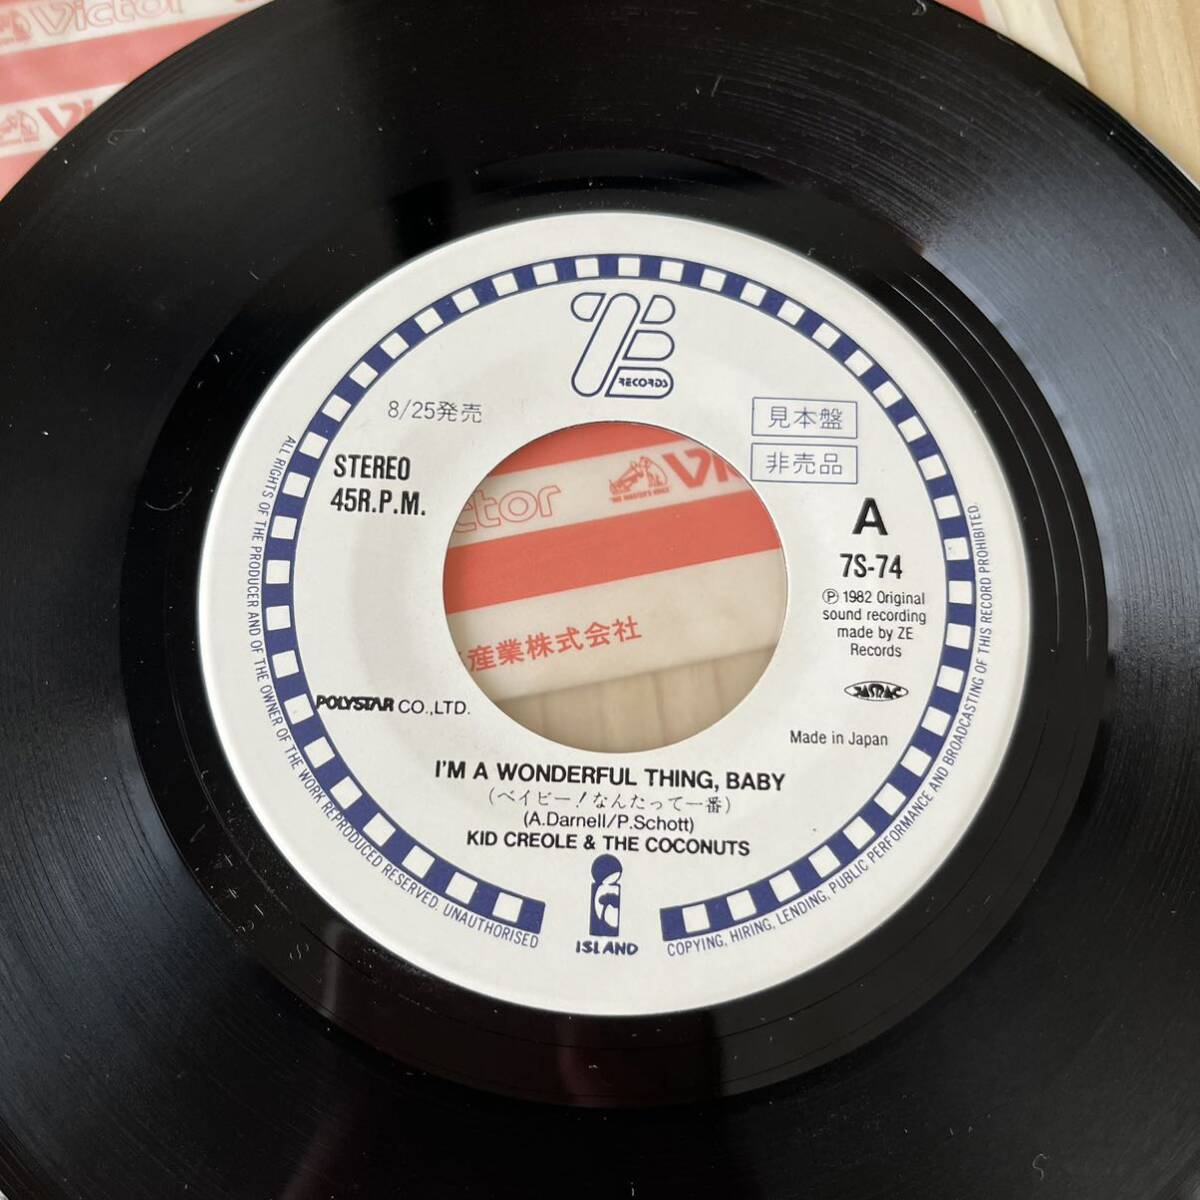 Victor
ZE
RECORDS
8/25発売
見本盤
非売品
STEREO
45R.P.M.
A
7S-74
Ⓟ 1982 Original
sound recording
made by ZE
Records
JASRAC
Made in Japan
POLYSTAR CO.,LTD.
I'M A WONDERFUL THING, BABY
(ベイビー!なんたって一番)
(A.Darnell/P.Schott)
KID CREOLE & THE COCONUTS
ISLAND
ALL RIGHTS OF THE PRODUCER AND OF THE OWNER OF THE WORK REPRODUCED RESERVED. UNAUTHORISED
COPYING, HIRING, LENDING, PUBLIC PERFORMANCE AND BROADCASTING OF THIS RECORD PROHIBITED.
ctor
"HIS MASTER'S VOICE"
産業株式会社